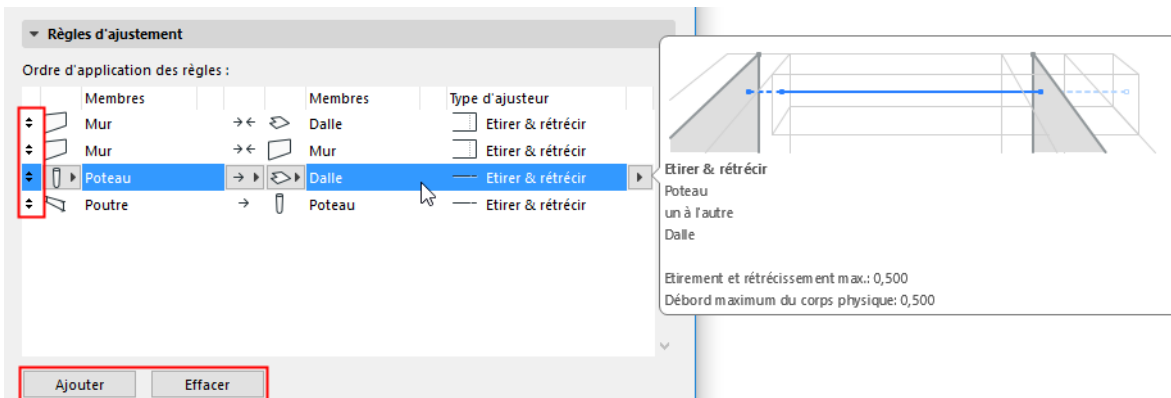 Règles d'ajustement
Ordre d'application des règles :
Membres Membres Type d'ajusteur
Mur Dalle Etirer & rétrécir
Mur Mur Etirer & rétrécir
Poteau Dalle Etirer & rétrécir
Poutre Poteau Etirer & rétrécir
Ajouter Effacer
Etirer & rétrécir
Poteau
un à l'autre
Dalle
Etirement et rétrécissement max.: 0,500
Débord maximum du corps physique: 0,500